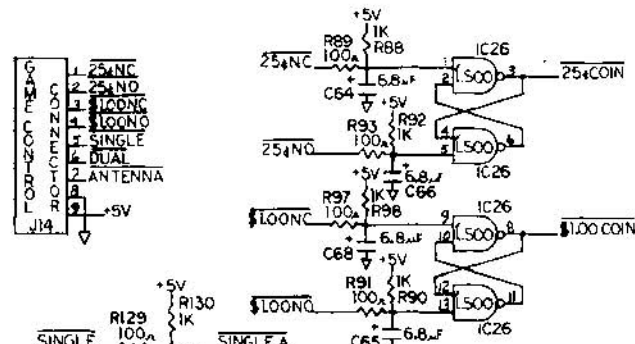 GAME CONTROL
CONNECTOR
1 25¢NC
2 25¢NO
3 $1.00NC
4 $1.00NO
5 SINGLE
6 DUAL
7 ANTENNA
8
9 +5V
J14
+5V
1K
R88
R89
100Ω
25¢NC
6.8µF
C64
1
2
LS00
3
IC26
25¢COIN
+5V
R92
1K
R93
100Ω
25¢NO
6.8µF
C66
4
5
LS00
6
IC26
+5V
1K
R98
R97
100Ω
$1.00NC
6.8µF
C68
9
10
LS00
8
IC26
$1.00 COIN
+5V
1K
R90
R91
100Ω
$1.00NO
6.8µF
C65
12
13
LS00
11
IC26
+5V
R130
1K
R129
100Ω
SINGLE
SINGLE A